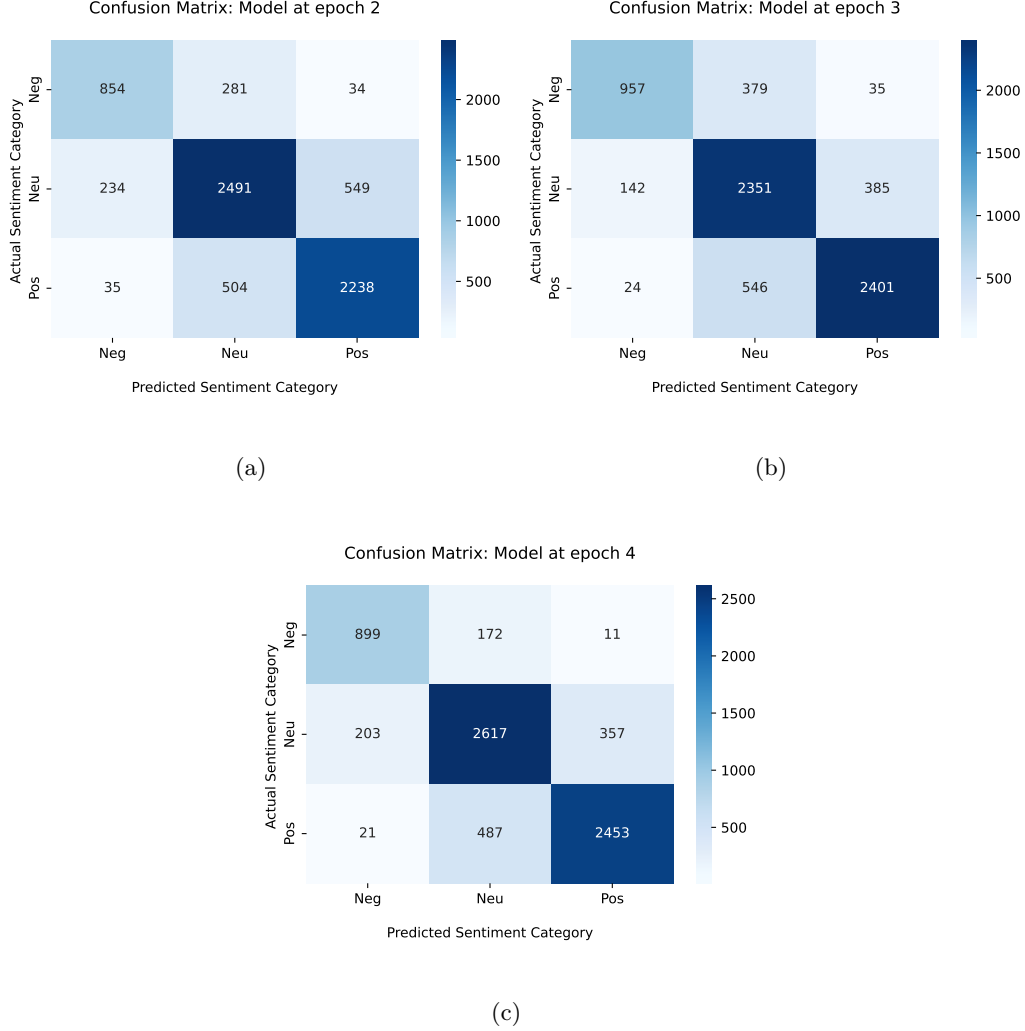 Confusion Matrix: Model at epoch 2
Actual Sentiment Category
Neg
Neu
Pos
854 281 34
234 2491 549
35 504 2238
Neg Neu Pos
Predicted Sentiment Category
2000
1500
1000
500
(a)
Confusion Matrix: Model at epoch 3
Actual Sentiment Category
Neg
Neu
Pos
957 379 35
142 2351 385
24 546 2401
Neg Neu Pos
Predicted Sentiment Category
2000
1500
1000
500
(b)
Confusion Matrix: Model at epoch 4
Actual Sentiment Category
Neg
Neu
Pos
899 172 11
203 2617 357
21 487 2453
Neg Neu Pos
Predicted Sentiment Category
2500
2000
1500
1000
500
(c)